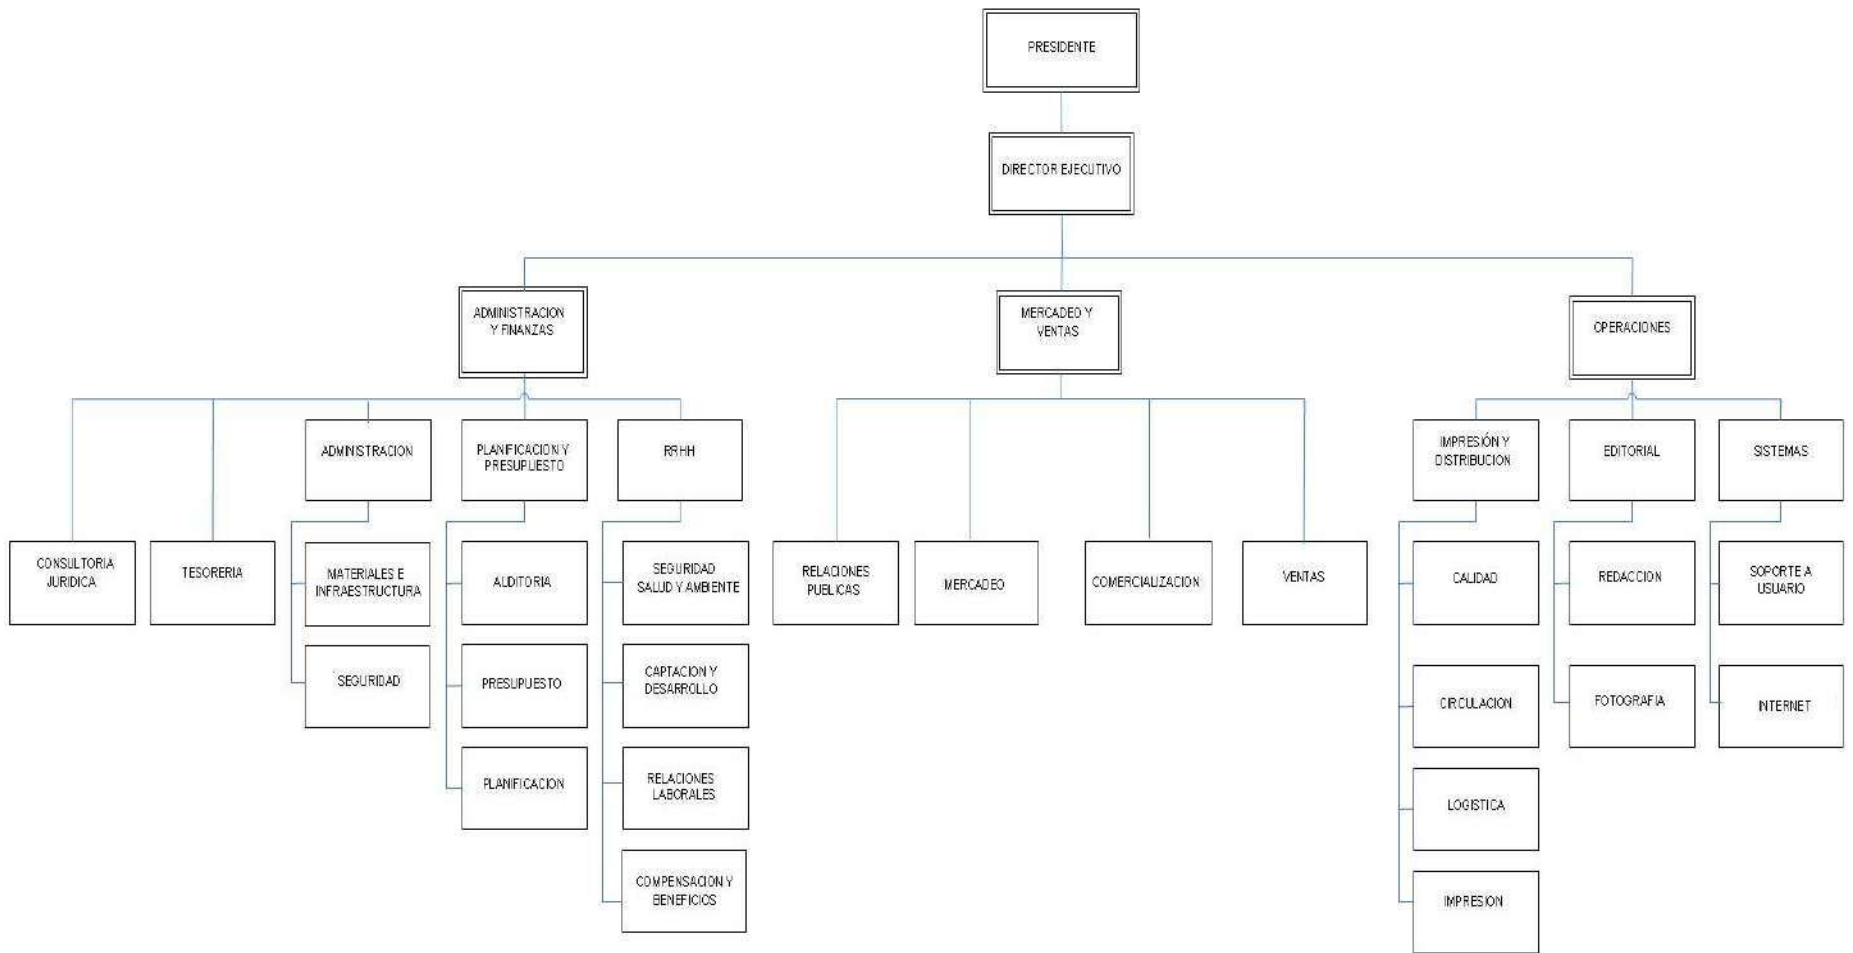 PRESIDENTE
DIRECTOR EJECUTIVO
ADMINISTRACION
Y FINANZAS
MERCADEO Y
VENTAS
OPERACIONES
ADMINISTRACION
PLANIFICACION Y
PRESUPUESTO
RRHH
IMPRESIÓN Y
DISTRIBUCION
EDITORIAL
SISTEMAS
CONSULTORIA
JURIDICA
TESORERIA
MATERIALES E
INFRAESTRUCTURA
AUDITORIA
SEGURIDAD
SALUD Y AMBIENTE
RELACIONES
PUBLICAS
MERCADEO
COMERCIALIZACION
VENTAS
CALIDAD
REDACCION
SOPORTE A
USUARIO
SEGURIDAD
PRESUPUESTO
CAPTACION Y
DESARROLLO
CIRCULACION
FOTOGRAFIA
INTERNET
PLANIFICACION
RELACIONES
LABORALES
LOGISTICA
COMPENSACION Y
BENEFICIOS
IMPRESION